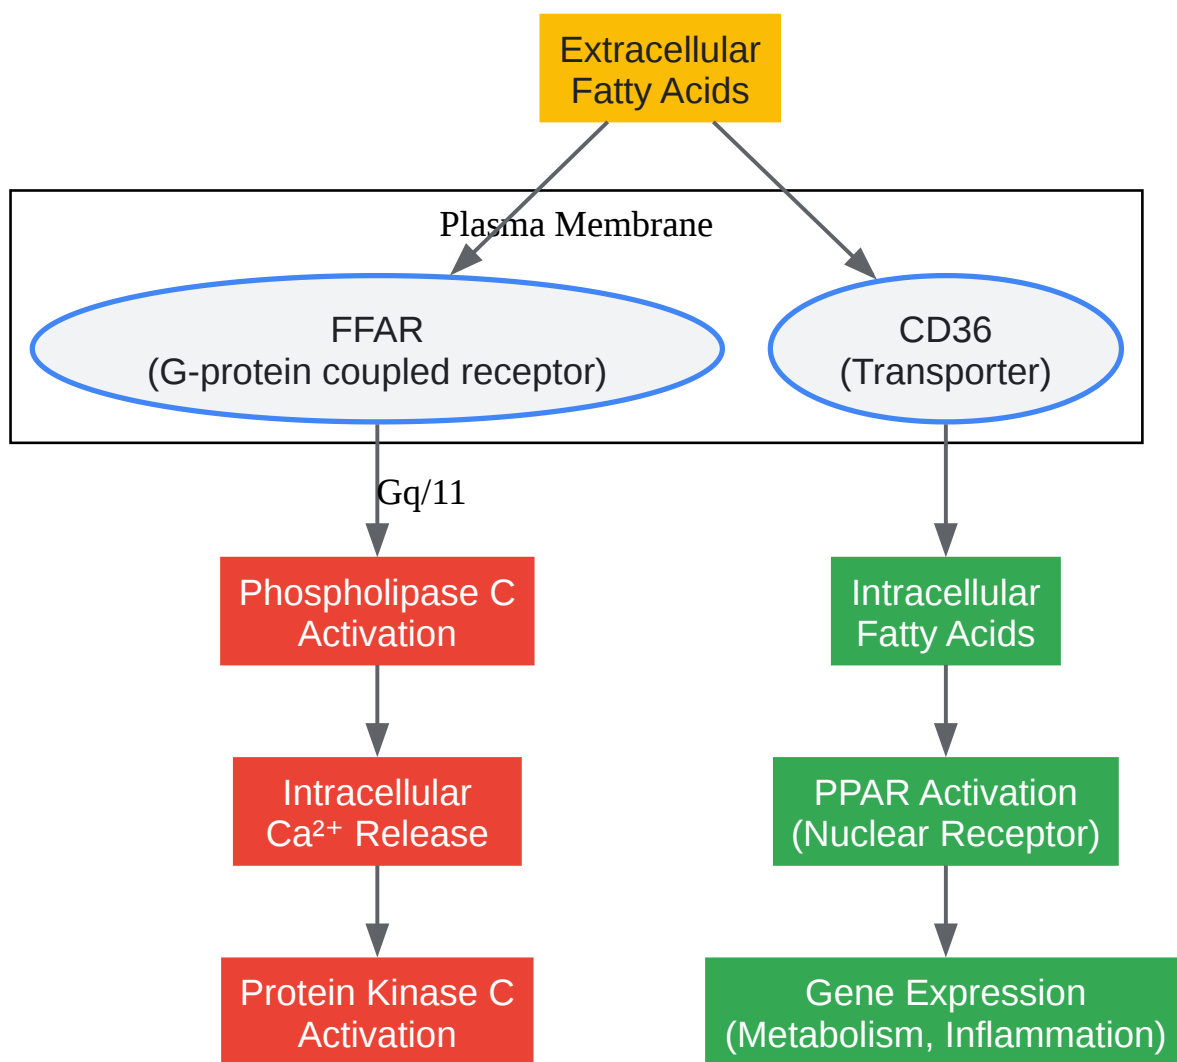 Extracellular
Fatty Acids
Plasma Membrane
FFAR
(G-protein coupled receptor)
CD36
(Transporter)
Gq/11
Phospholipase C
Activation
Intracellular
Fatty Acids
Intracellular
Ca²⁺ Release
PPAR Activation
(Nuclear Receptor)
Protein Kinase C
Activation
Gene Expression
(Metabolism, Inflammation)